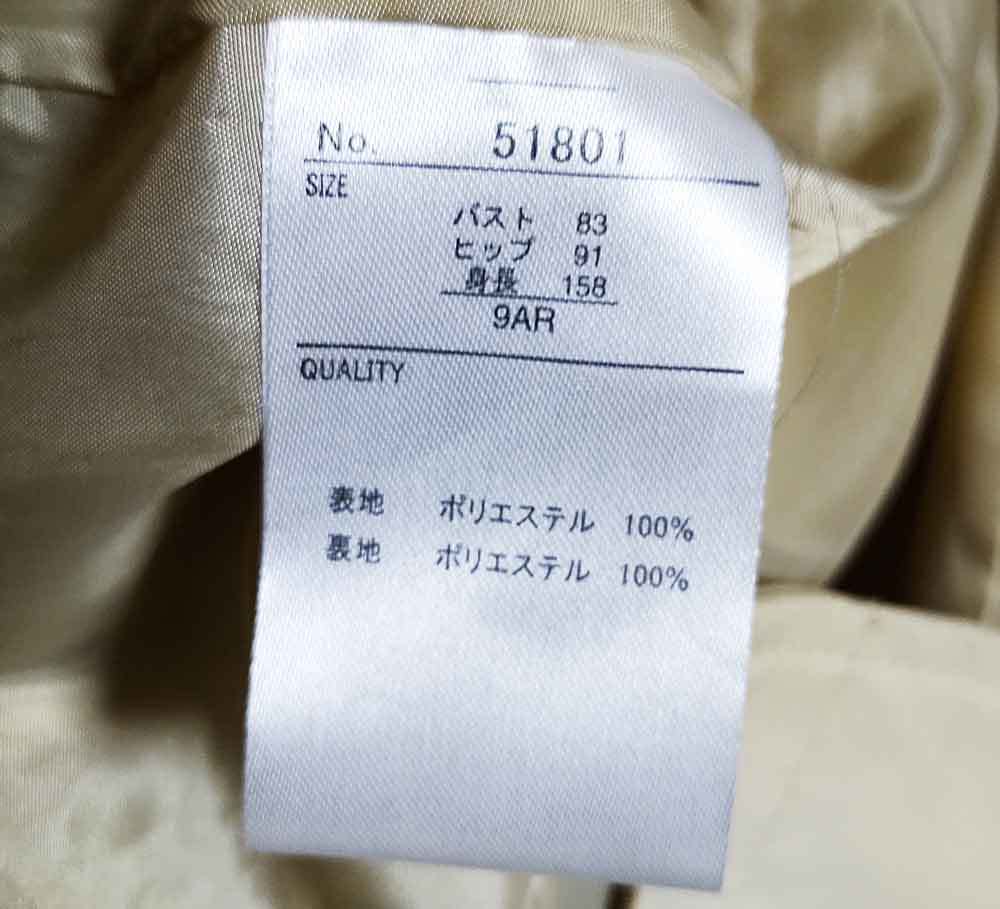 No. 51801
SIZE
バスト 83
ヒップ 91
身長 158
9AR
QUALITY
表地 ポリエステル 100%
裏地 ポリエステル 100%